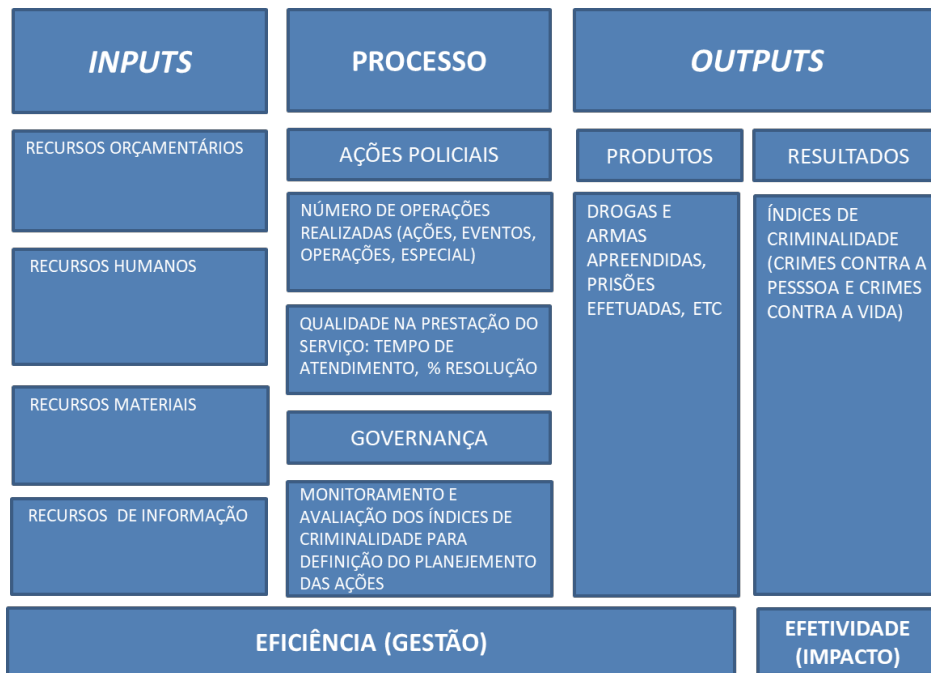 INPUTS
PROCESSO
OUTPUTS
RECURSOS ORÇAMENTÁRIOS
RECURSOS HUMANOS
RECURSOS MATERIAIS
RECURSOS DE INFORMAÇÃO
AÇÕES POLICIAIS
NÚMERO DE OPERAÇÕES
REALIZADAS (AÇÕES, EVENTOS,
OPERAÇÕES, ESPECIAL)
QUALIDADE NA PRESTAÇÃO DO
SERVIÇO: TEMPO DE
ATENDIMENTO, % RESOLUÇÃO
GOVERNANÇA
MONITORAMENTO E
AVALIAÇÃO DOS ÍNDICES DE
CRIMINALIDADE PARA
DEFINIÇÃO DO PLANEJEMENTO
DAS AÇÕES
PRODUTOS
DROGAS E
ARMAS
APREENDIDAS,
PRISÕES
EFETUADAS, ETC
RESULTADOS
ÍNDICES DE
CRIMINALIDADE
(CRIMES CONTRA A
PESSSOA E CRIMES
CONTRA A VIDA)
EFICIÊNCIA (GESTÃO)
EFETIVIDADE
(IMPACTO)